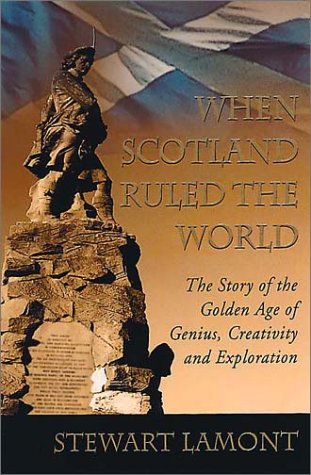 WHEN
SCOTLAND
RULED THE
WORLD
The Story of the
Golden Age of
Genius, Creativity
and Exploration
STEWART LAMONT